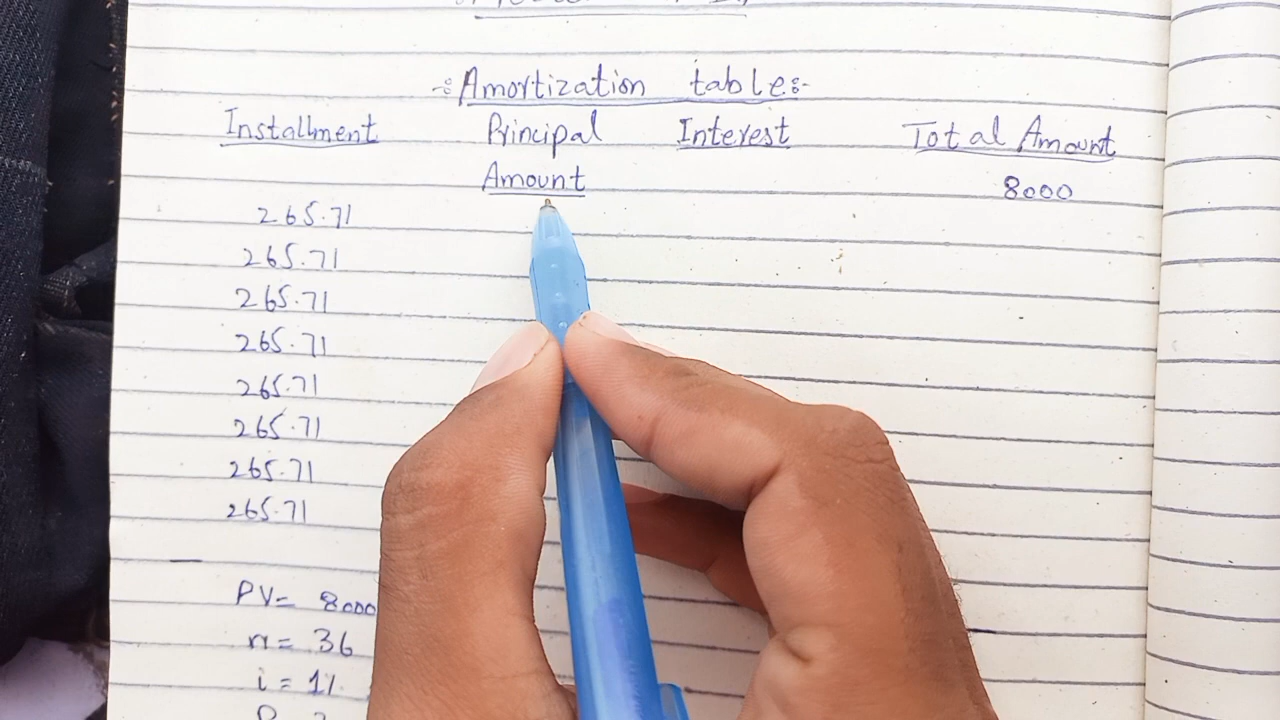 -:Amortization table:-
Installment Principal Interest Total Amount
Amount 8000
265.71
265.71
265.71
265.71
265.71
265.71
265.71
265.71
PV= 8000
n= 36
i = 1%